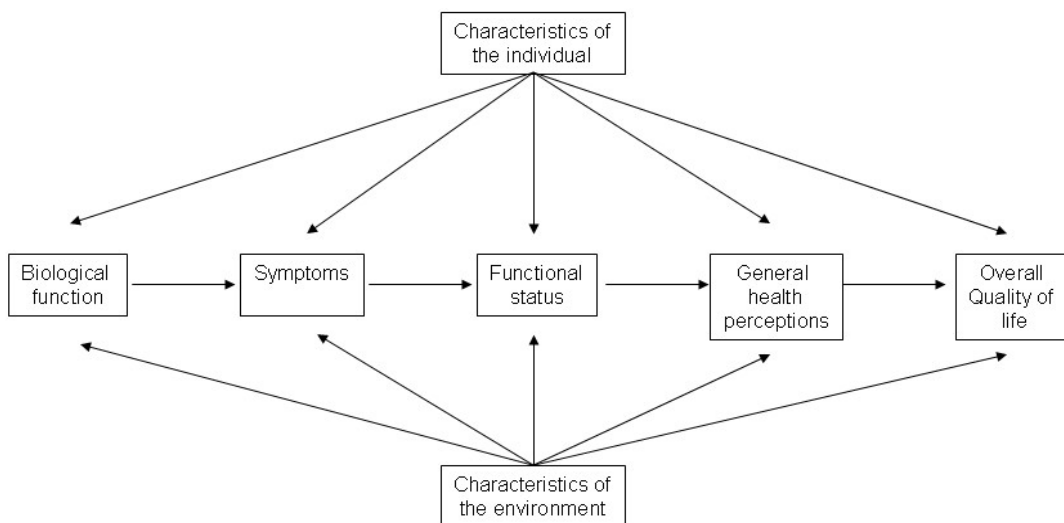 Characteristics of
the individual
Biological
function
Symptoms
Functional
status
General
health
perceptions
Overall
Quality of
life
Characteristics of
the environment